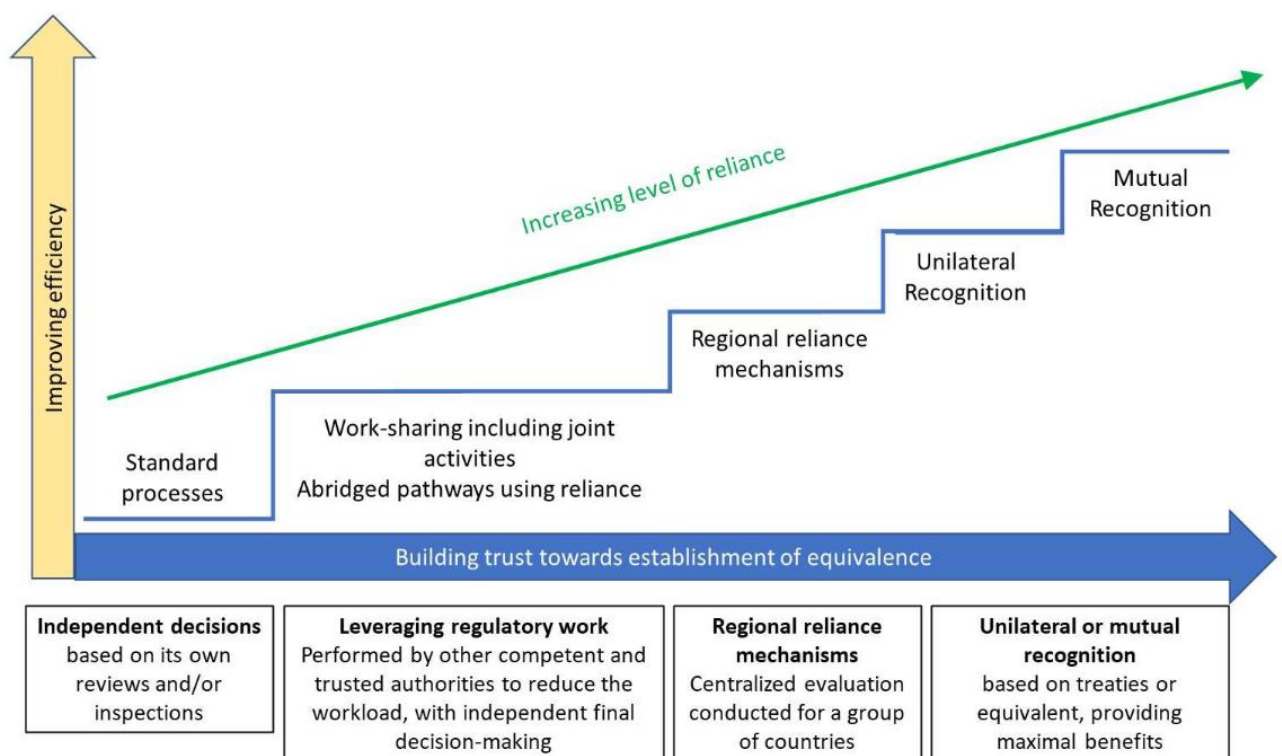 Improving efficiency
Increasing level of reliance
Mutual
Recognition
Unilateral
Recognition
Regional reliance
mechanisms
Work-sharing including joint
activities
Abridged pathways using reliance
Standard
processes
Building trust towards establishment of equivalence
Independent decisions
based on its own
reviews and/or
inspections
Leveraging regulatory work
Performed by other competent and
trusted authorities to reduce the
workload, with independent final
decision-making
Regional reliance
mechanisms
Centralized evaluation
conducted for a group
of countries
Unilateral or mutual
recognition
based on treaties or
equivalent, providing
maximal benefits